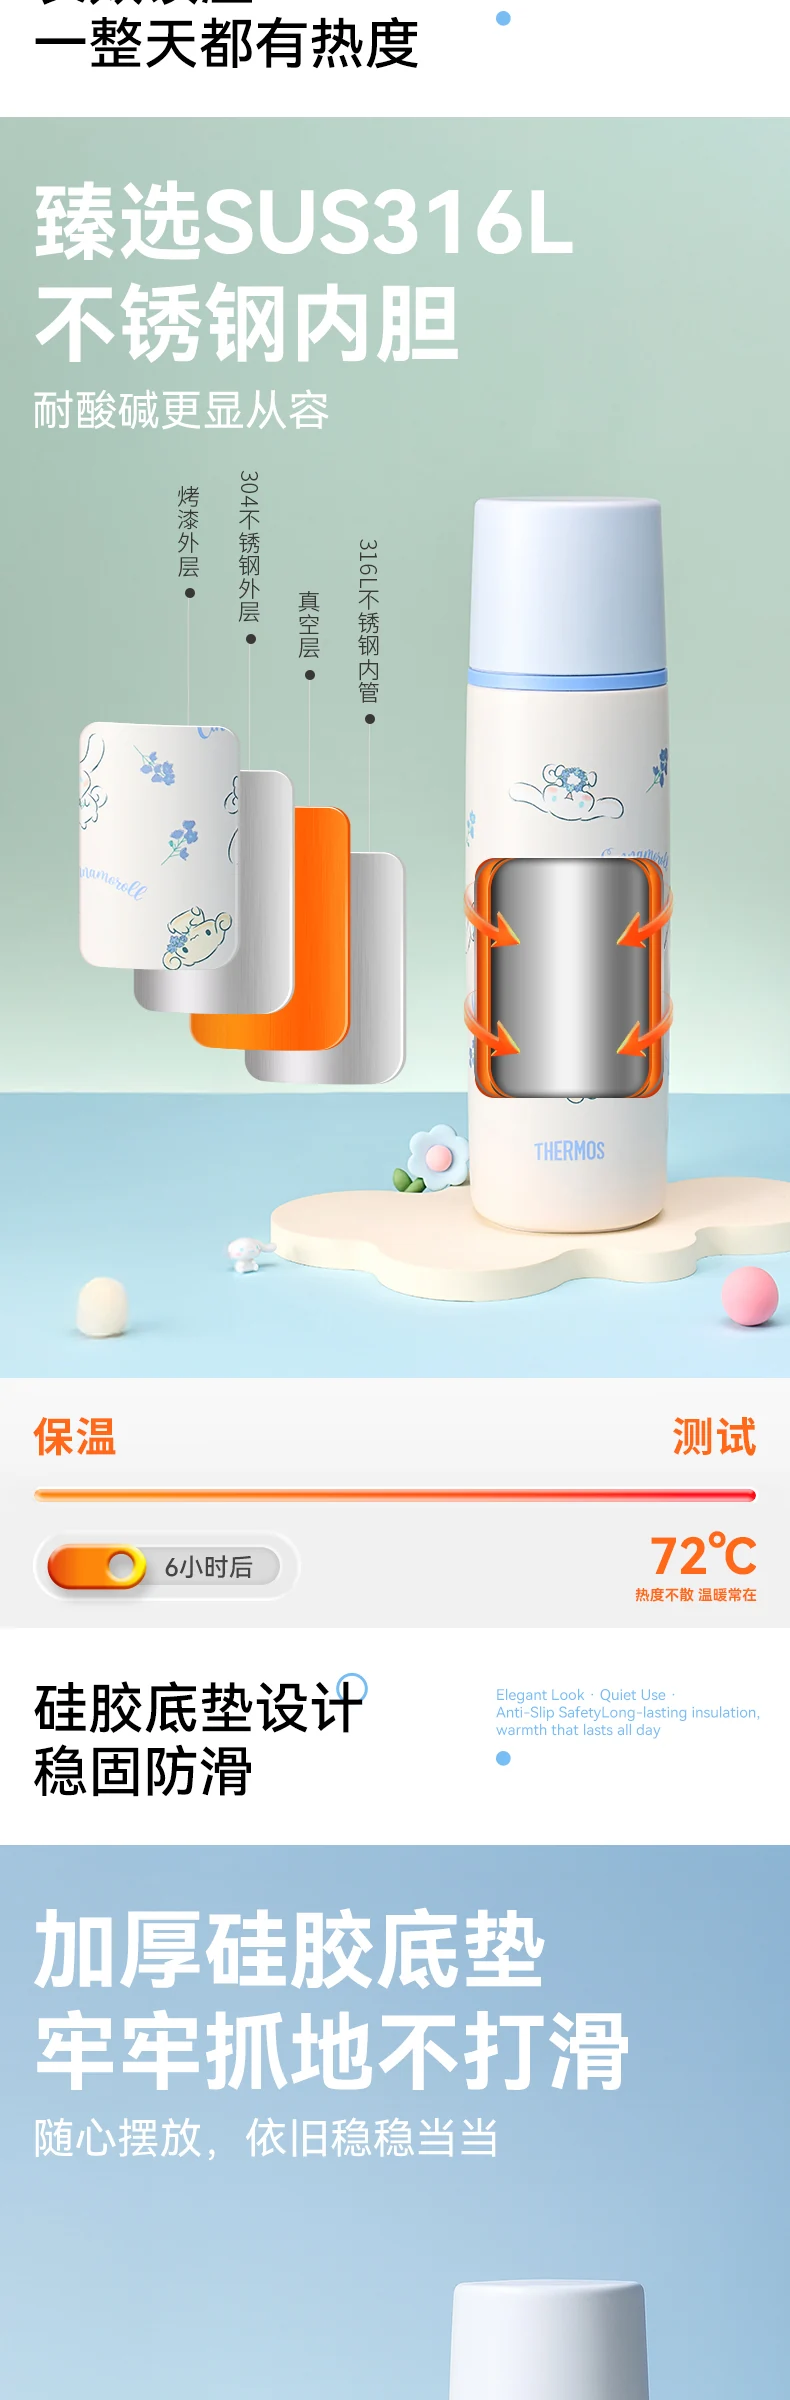 一整天都有热度
臻选SUS316L
不锈钢内胆
耐酸碱更显从容
烤漆外层
304不锈钢外层
真空层
316L不锈钢内管
Cinnamoroll
THERMOS
保温
测试
6小时后
72°C
热度不散 温暖常在
硅胶底垫设计
稳固防滑
Elegant Look · Quiet Use ·
Anti-Slip SafetyLong-lasting insulation,
warmth that lasts all day
加厚硅胶底垫
牢牢抓地不打滑
随心摆放，依旧稳稳当当